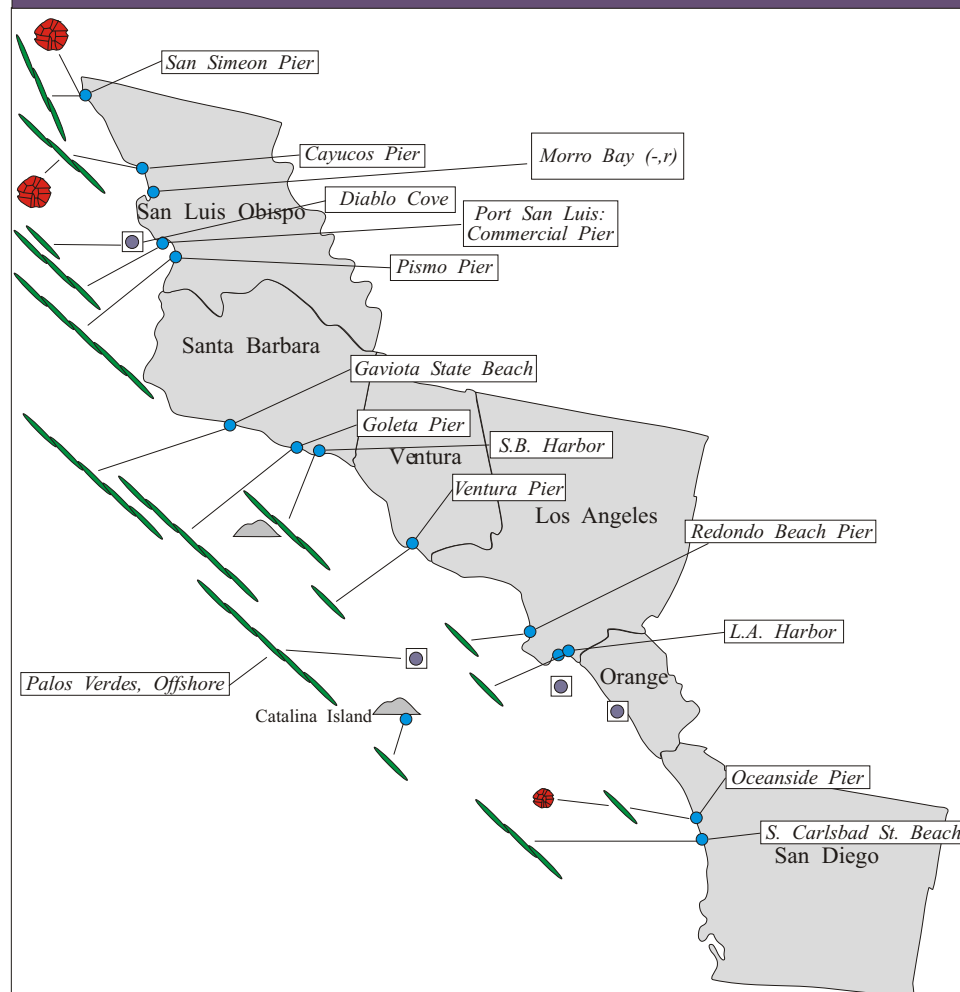 San Simeon Pier
Cayucos Pier
Morro Bay (-,r)
Diablo Cove
San Luis Obispo
Port San Luis:
Commercial Pier
Pismo Pier
Santa Barbara
Gaviota State Beach
Goleta Pier
S.B. Harbor
Ventura
Ventura Pier
Los Angeles
Redondo Beach Pier
L.A. Harbor
Orange
Palos Verdes, Offshore
Catalina Island
Oceanside Pier
S. Carlsbad St. Beach
San Diego